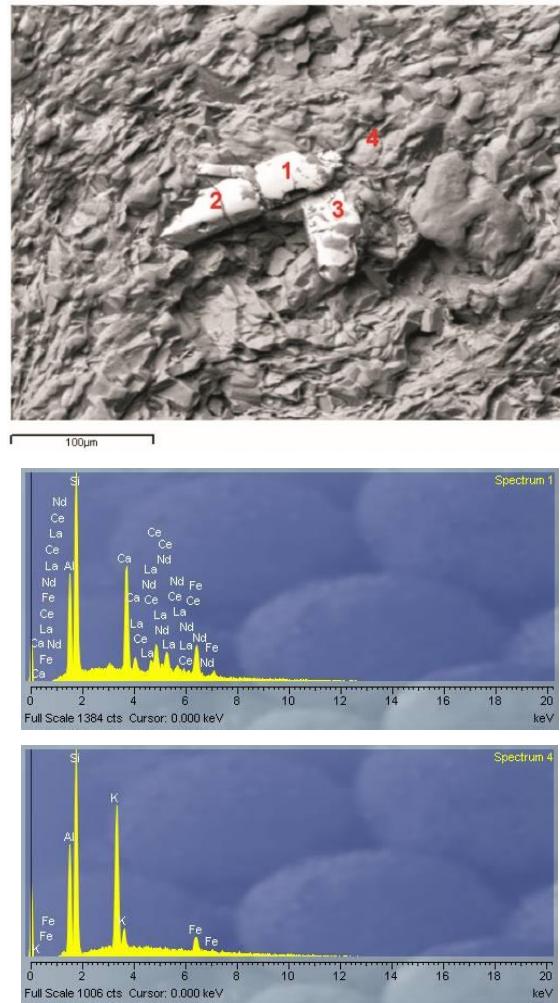 4
1
2
3
100µm
Spectrum 1
Si
Nd
Ce
La
Ce
La Al
Nd
Fe
Ce
La
Ca Nd
Fe
Ca
Ca
Ca
La
Ce
La
Ce
Ce
La Nd
Nd Nd Fe
Ce Ce Ce
La La
Nd Nd
La La Nd Fe
Ce Nd
0 2 4 6 8 10 12 14 16 18 20
Full Scale 1384 cts Cursor: 0.000 keV keV
Spectrum 4
Si
K
Al
Fe
Fe
K
K
Fe
Fe
0 2 4 6 8 10 12 14 16 18 20
Full Scale 1006 cts Cursor: 0.000 keV keV